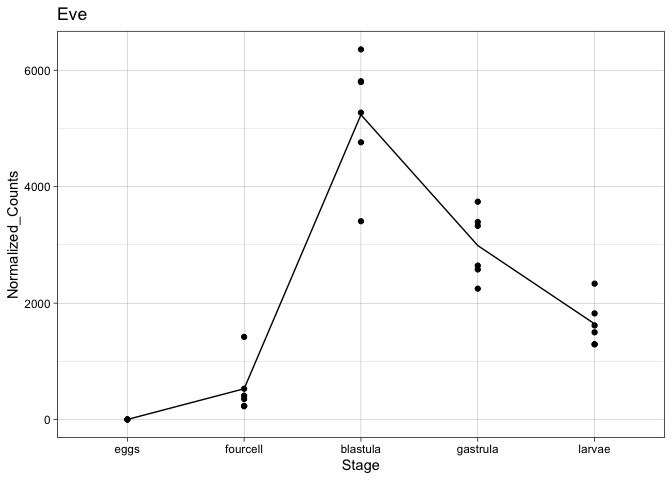 Eve
Normalized_Counts
6000
4000
2000
0
eggs fourcell blastula gastrula larvae
Stage